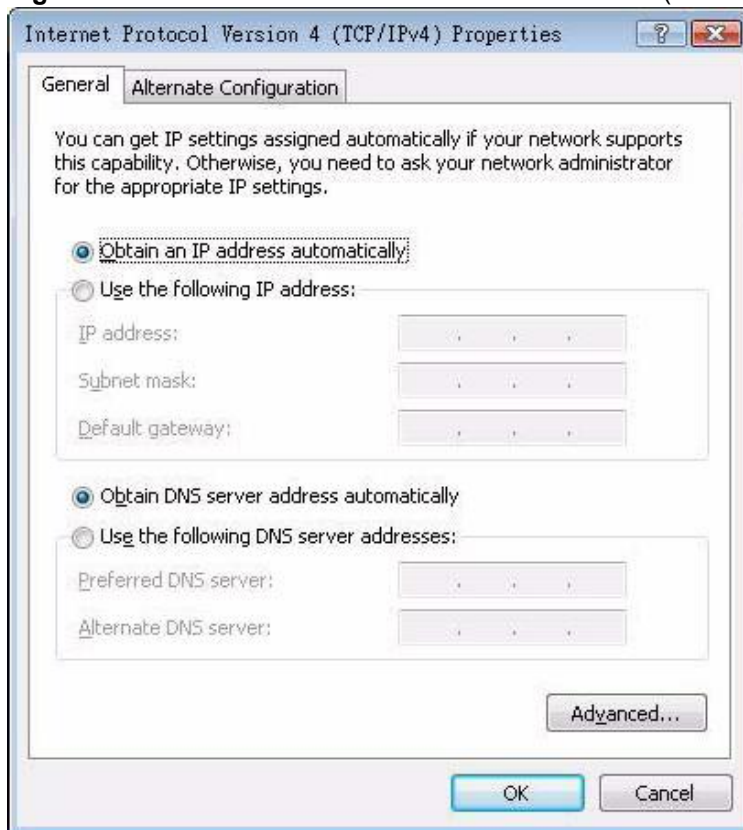 Internet Protocol Version 4 (TCP/IPv4) Properties
General
Alternate Configuration
You can get IP settings assigned automatically if your network supports
this capability. Otherwise, you need to ask your network administrator
for the appropriate IP settings.
Obtain an IP address automatically
Use the following IP address:
IP address:
Subnet mask:
Default gateway:
Obtain DNS server address automatically
Use the following DNS server addresses:
Preferred DNS server:
Alternate DNS server:
Advanced...
OK
Cancel